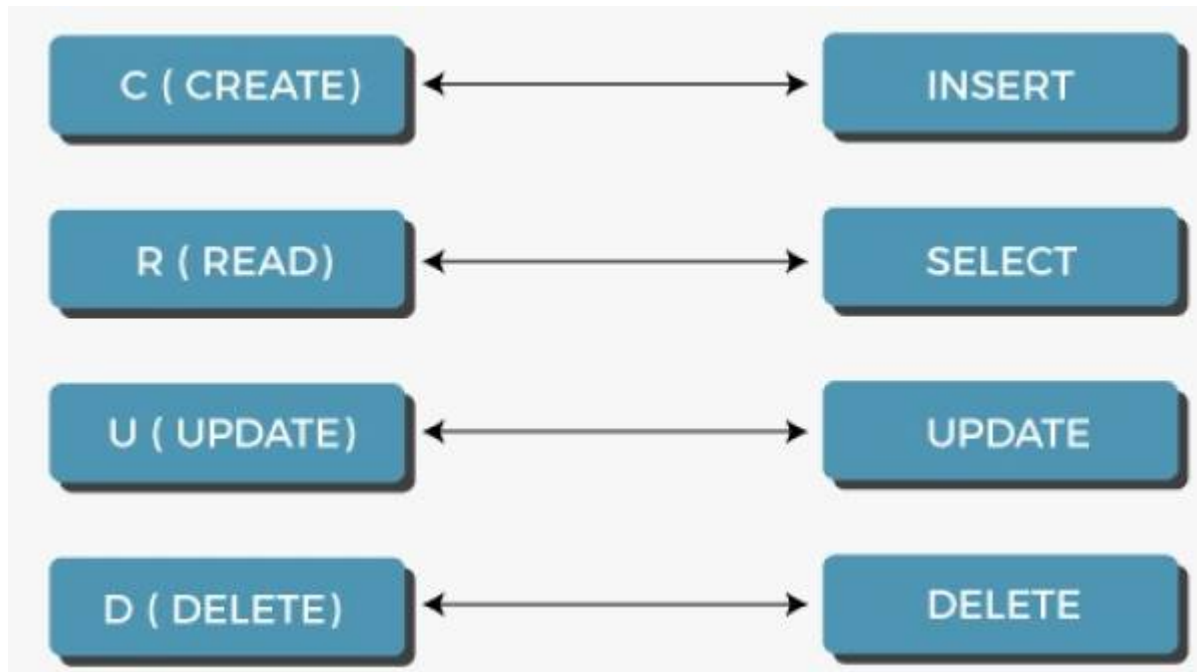 C ( CREATE)
INSERT
R ( READ)
SELECT
U ( UPDATE)
UPDATE
D ( DELETE)
DELETE